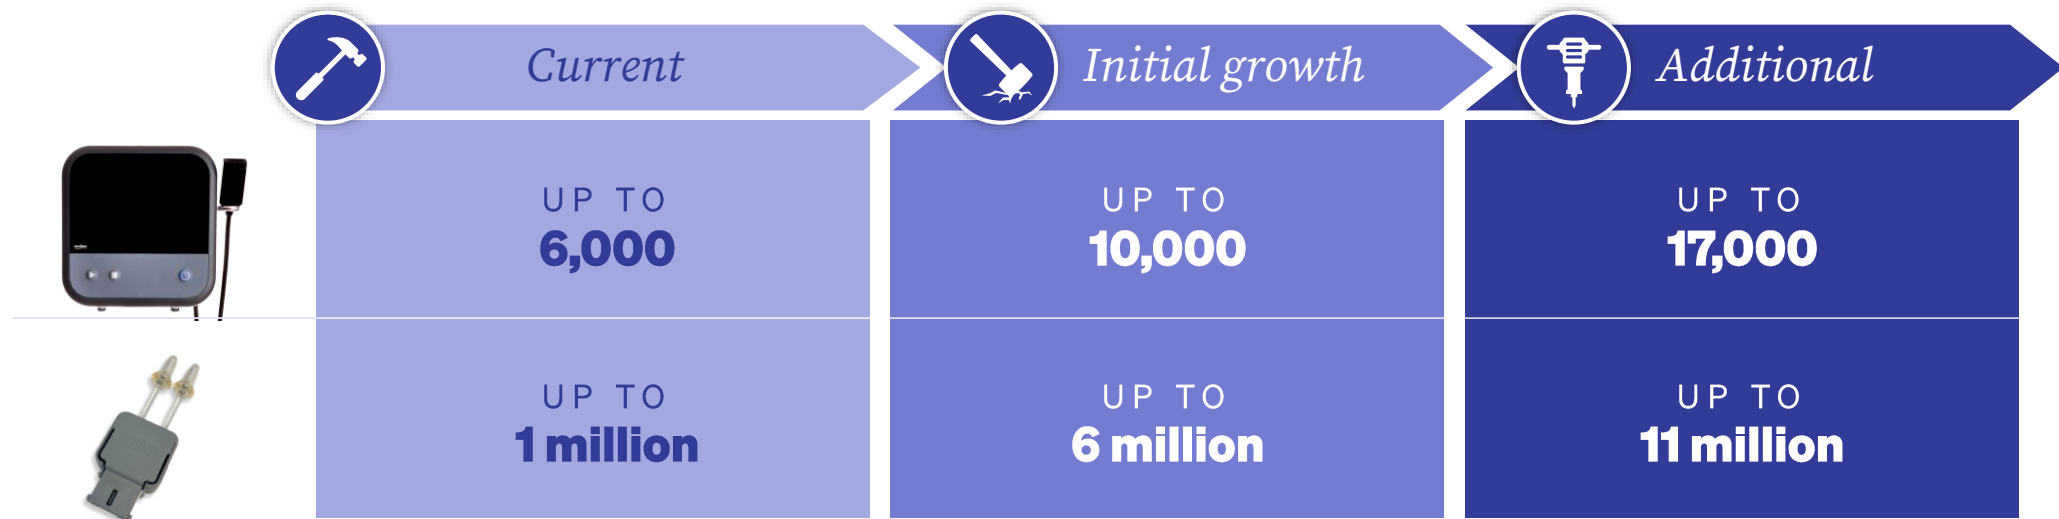 Current
Initial growth
Additional
UP TO
6,000
UP TO
10,000
UP TO
17,000
UP TO
1 million
UP TO
6 million
UP TO
11 million